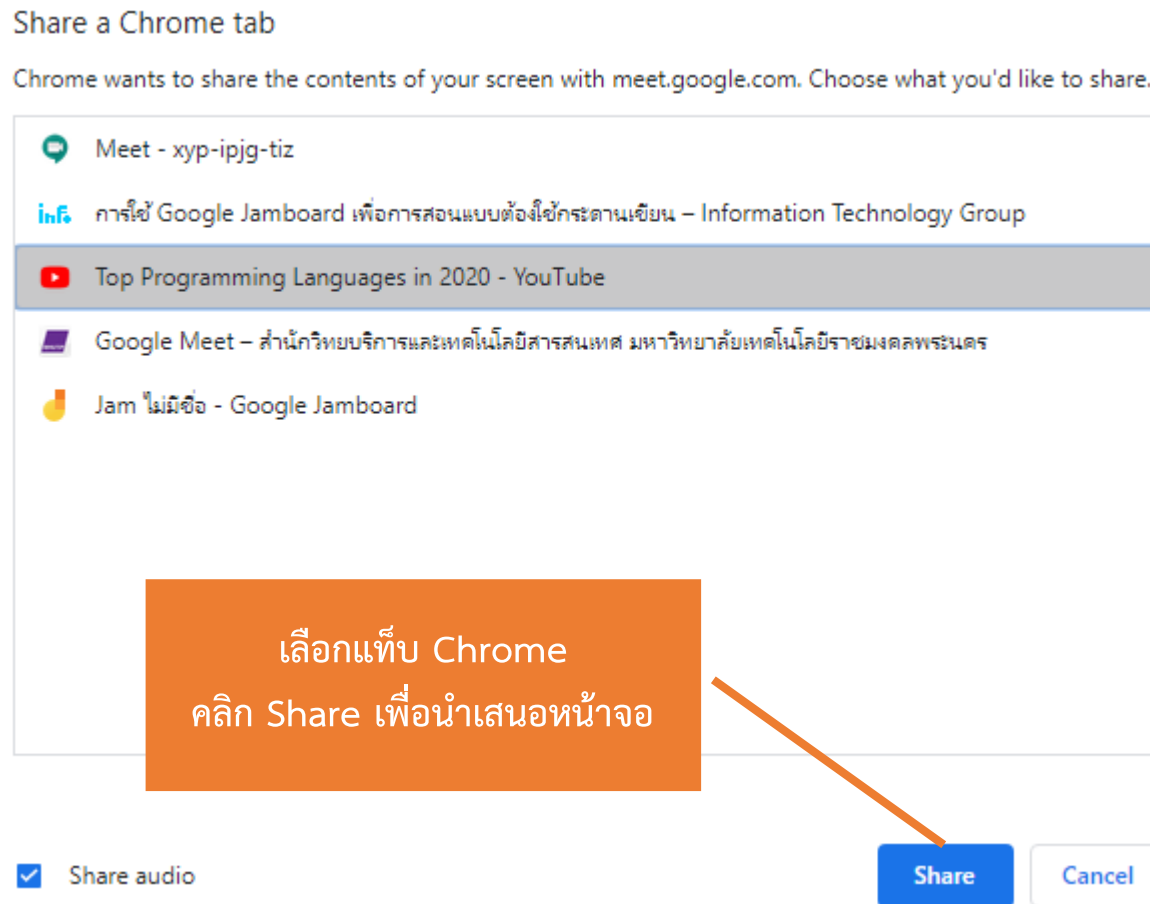 Share a Chrome tab
Chrome wants to share the contents of your screen with meet.google.com. Choose what you'd like to share.
Meet - xyp-ipjg-tiz
การใช้ Google Jamboard เพื่อการสอนแบบต้องใช้กระดานเขียน – Information Technology Group
Top Programming Languages in 2020 - YouTube
Google Meet – สำนักวิทยบริการและเทคโนโลยีสารสนเทศ มหาวิทยาลัยเทคโนโลยีราชมงคลพระนคร
Jam ไม่มีชื่อ - Google Jamboard
เลือกแท็บ Chrome
คลิก Share เพื่อนำเสนอหน้าจอ
Share audio
Share
Cancel